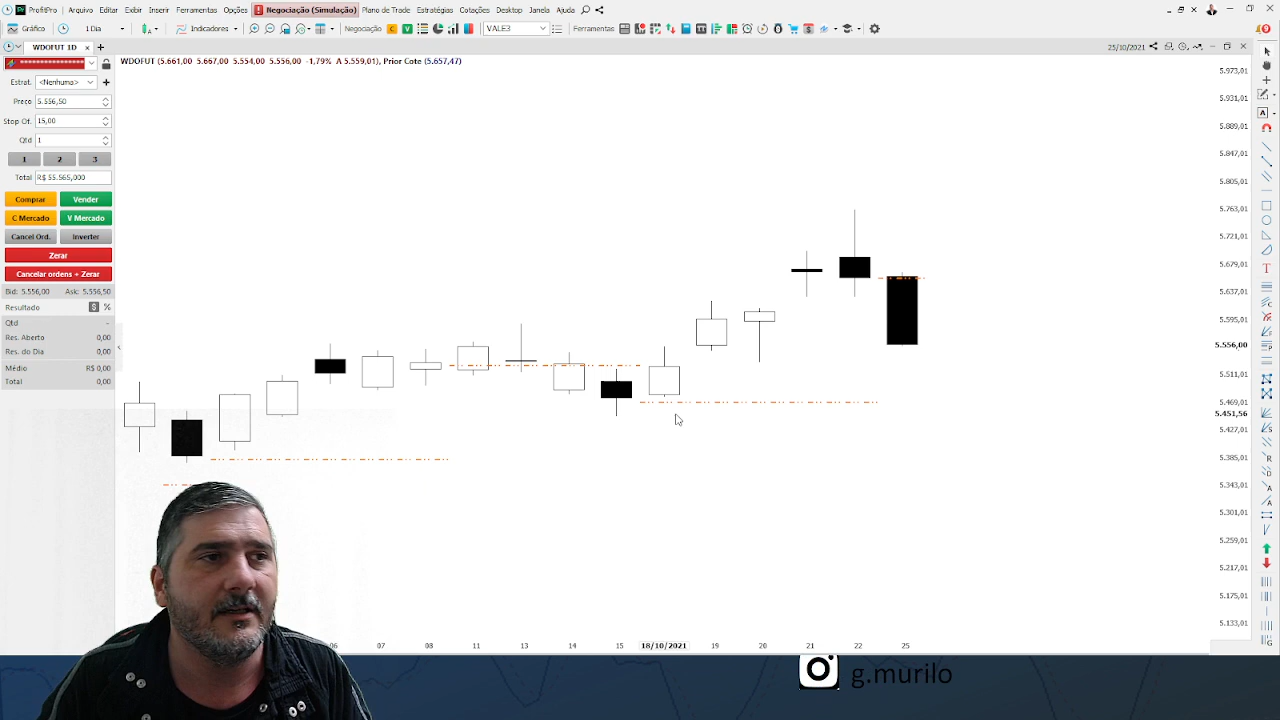 ProfitPro Arquivo Editar Exibir Inserir Ferramentas Opções Negociação (Simulação) Plano de Trade Estratégias Cotações Desktop Janela Ajuda
Gráfico 1 Dia Indicadores Negociação C V VALE3 Ferramentas
WDOFUT 1D
25/10/2021
WDOFUT (5.661,00 5.667,00 5.554,00 5.556,00 -1,79% A 5.559,01), Prior Cote (5.657,47)
Estrat. <Nenhuma>
Preço 5.556,50
Stop Of. 15,00
Qtd 1
1 2 3
Total R$ 55.565,000
Comprar Vender
C Mercado V Mercado
Cancel Ord. Inverter
Zerar
Cancelar ordens + Zerar
Bid: 5.556,00 Ask: 5.556,50
Resultado $ %
Qtd -
Res. Aberto 0,00
Res. do Dia 0,00
Médio R$ 0,00
Total 0,00
5.973,01
5.931,01
5.889,01
5.847,01
5.805,01
5.763,01
5.721,01
5.679,01
5.637,01
5.595,01
5.556,00
5.511,01
5.469,01
5.451,56
5.427,01
5.385,01
5.343,01
5.301,01
5.259,01
5.217,01
5.175,01
5.133,01
06 07 08 11 13 14 15 18/10/2021 19 20 21 22 25
g.murilo